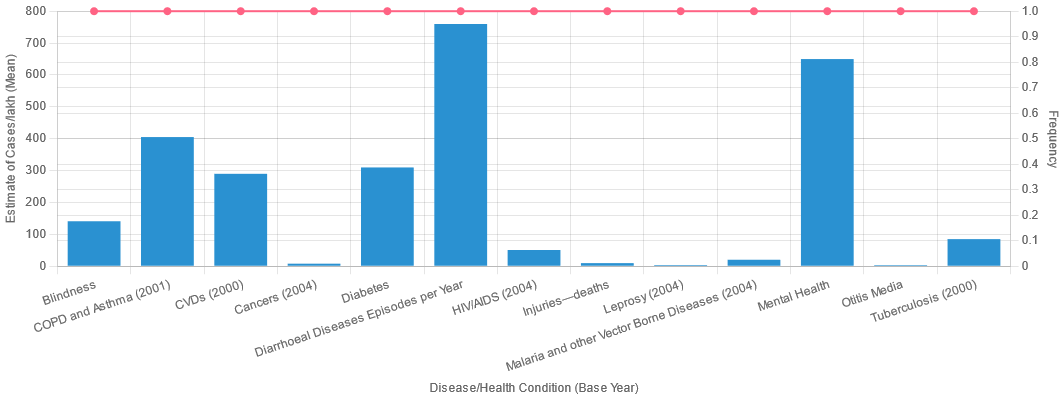 800
700
600
500
400
300
200
100
0
Estimate of Cases/lakh (Mean)
1.0
0.9
0.8
0.7
0.6
0.5
0.4
0.3
0.2
0.1
0
Frequency
Blindness
COPD and Asthma (2001)
CVDs (2000)
Cancers (2004)
Diabetes
Diarrhoeal Diseases Episodes per Year
HIV/AIDS (2004)
Injuries—deaths
Leprosy (2004)
Malaria and other Vector Borne Diseases (2004)
Mental Health
Otitis Media
Tuberculosis (2000)
Disease/Health Condition (Base Year)